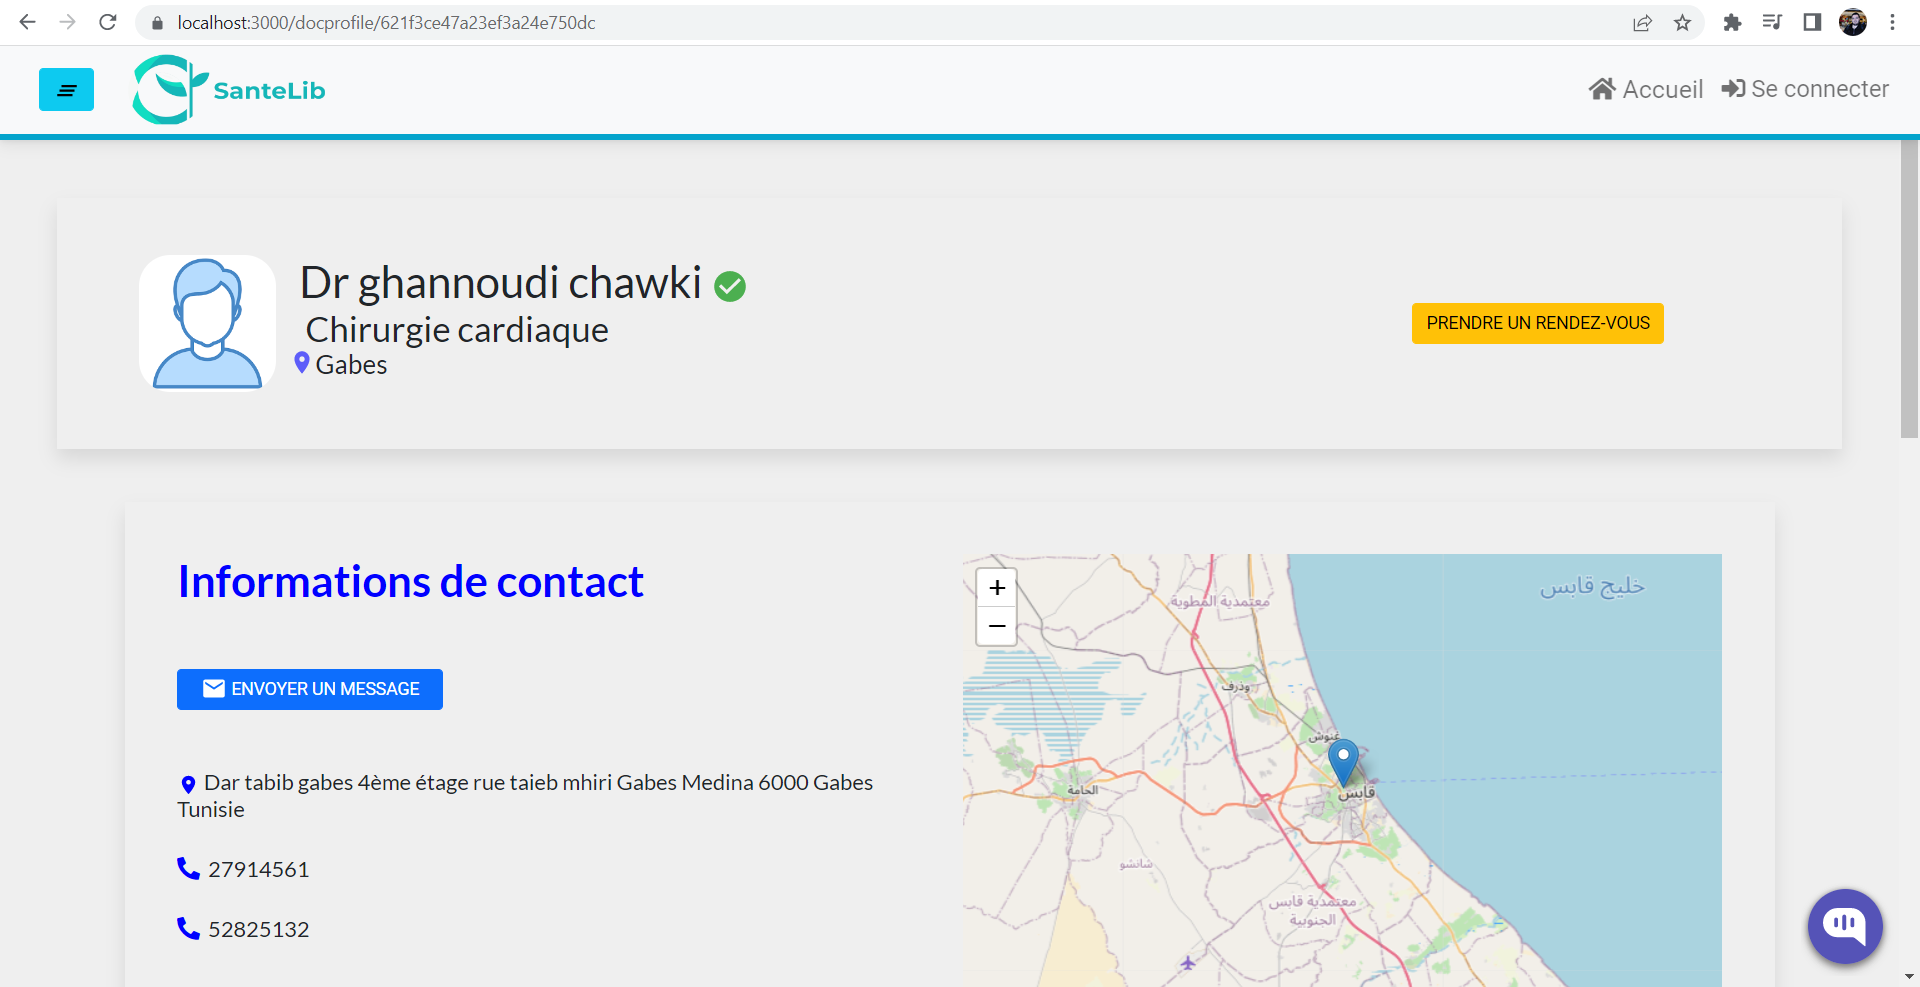 localhost:3000/docprofile/621f3ce47a23ef3a24e750dc
SanteLib
Accueil
Se connecter
Dr ghannoudi chawki
Chirurgie cardiaque
Gabes
PRENDRE UN RENDEZ-VOUS
Informations de contact
ENVOYER UN MESSAGE
Dar tabib gabes 4ème étage rue taieb mhiri Gabes Medina 6000 Gabes
Tunisie
27914561
52825132
+
−
خليج قابس
معتمدية المطوية
وذرف
غنوش
قابس
الحامة
شانشو
معتمدية قابس
الجنوبية